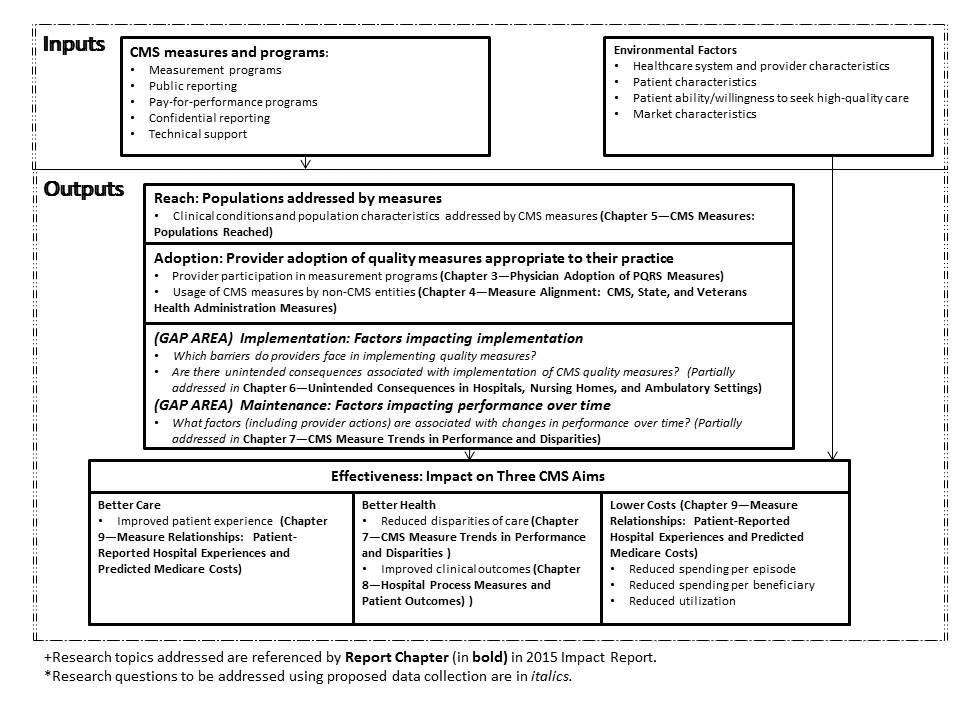 Inputs
CMS measures and programs:
• Measurement programs
• Public reporting
• Pay-for-performance programs
• Confidential reporting
• Technical support
Environmental Factors
• Healthcare system and provider characteristics
• Patient characteristics
• Patient ability/willingness to seek high-quality care
• Market characteristics
Outputs
Reach: Populations addressed by measures
• Clinical conditions and population characteristics addressed by CMS measures (Chapter 5—CMS Measures:
Populations Reached)
Adoption: Provider adoption of quality measures appropriate to their practice
• Provider participation in measurement programs (Chapter 3—Physician Adoption of PQRS Measures)
• Usage of CMS measures by non-CMS entities (Chapter 4—Measure Alignment: CMS, State, and Veterans
Health Administration Measures)
(GAP AREA) Implementation: Factors impacting implementation
• Which barriers do providers face in implementing quality measures?
• Are there unintended consequences associated with implementation of CMS quality measures? (Partially
addressed in Chapter 6—Unintended Consequences in Hospitals, Nursing Homes, and Ambulatory Settings)
(GAP AREA) Maintenance: Factors impacting performance over time
• What factors (including provider actions) are associated with changes in performance over time? (Partially
addressed in Chapter 7—CMS Measure Trends in Performance and Disparities)
Effectiveness: Impact on Three CMS Aims
Better Care
• Improved patient experience (Chapter
9—Measure Relationships: Patient-
Reported Hospital Experiences and
Predicted Medicare Costs)
Better Health
• Reduced disparities of care (Chapter
7—CMS Measure Trends in Performance
and Disparities )
• Improved clinical outcomes (Chapter
8—Hospital Process Measures and
Patient Outcomes) )
Lower Costs (Chapter 9—Measure
Relationships: Patient-Reported
Hospital Experiences and Predicted
Medicare Costs)
• Reduced spending per episode
• Reduced spending per beneficiary
• Reduced utilization
+Research topics addressed are referenced by Report Chapter (in bold) in 2015 Impact Report.
*Research questions to be addressed using proposed data collection are in italics.